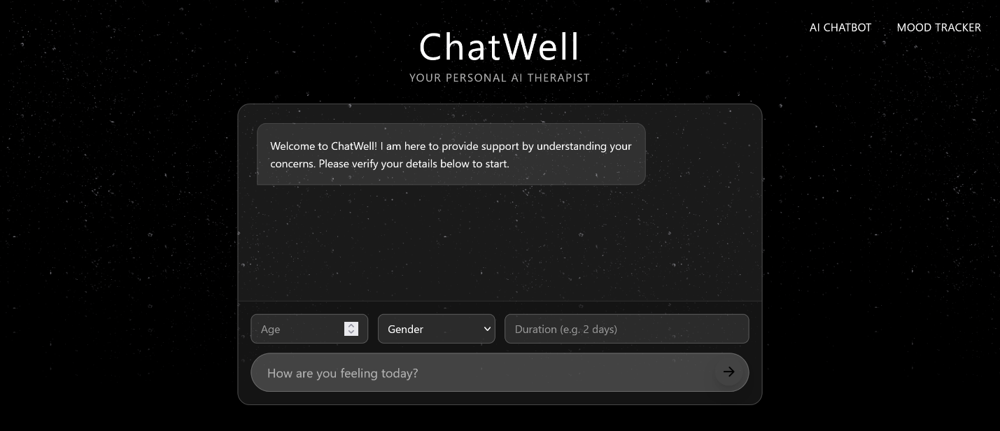 AI CHATBOT MOOD TRACKER
ChatWell
YOUR PERSONAL AI THERAPIST
Welcome to ChatWell! I am here to provide support by understanding your
concerns. Please verify your details below to start.
Age Gender Duration (e.g. 2 days)
How are you feeling today?